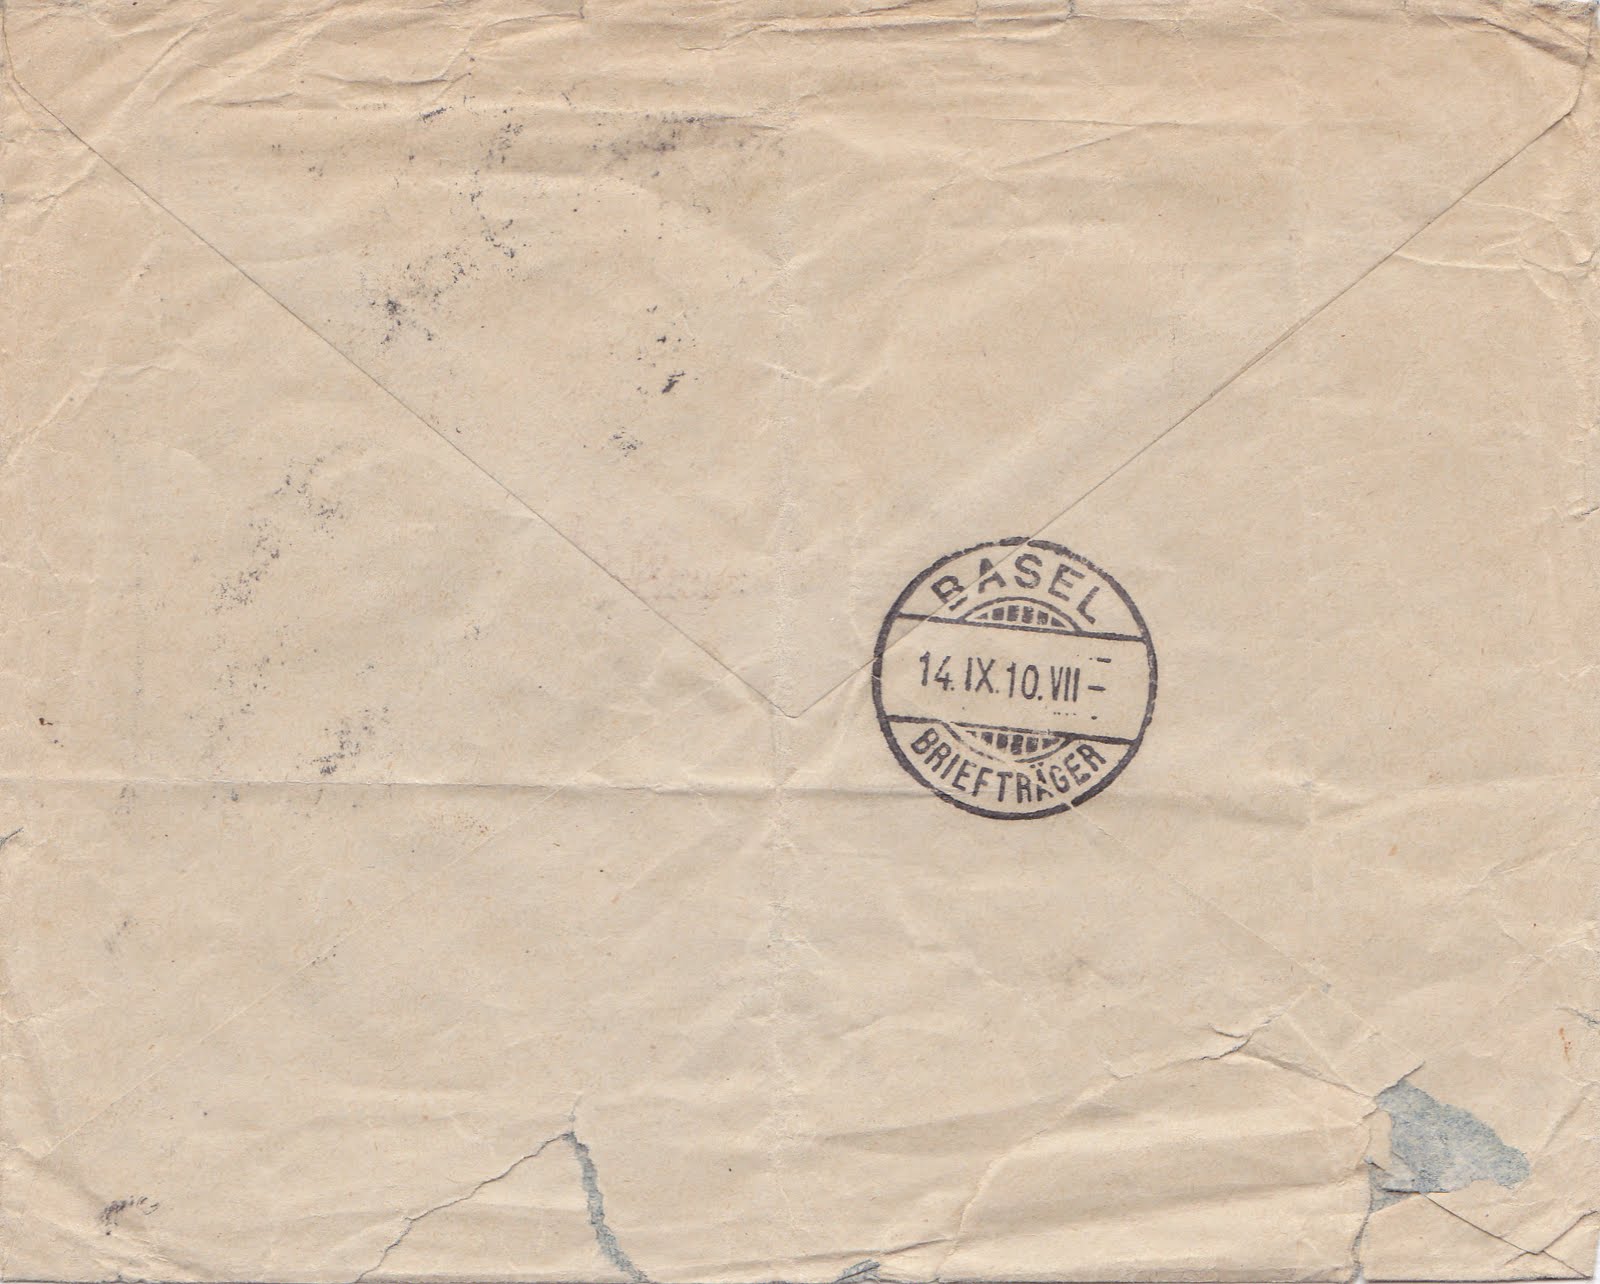 BASEL
14.IX.10.VII–
BRIEFTRÄGER